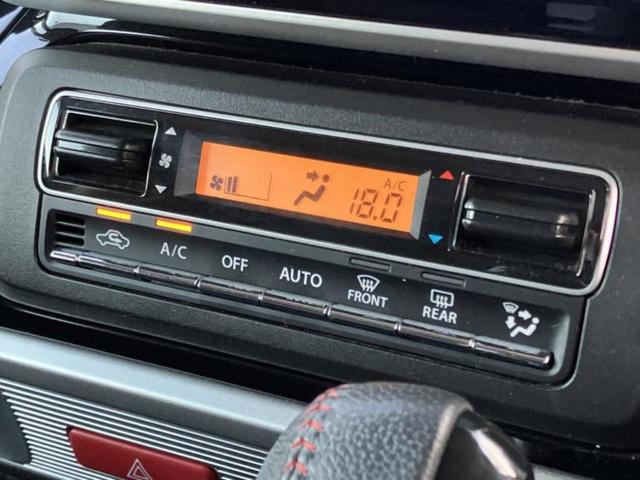 A/C
18.0
A/C
OFF
AUTO
FRONT
REAR